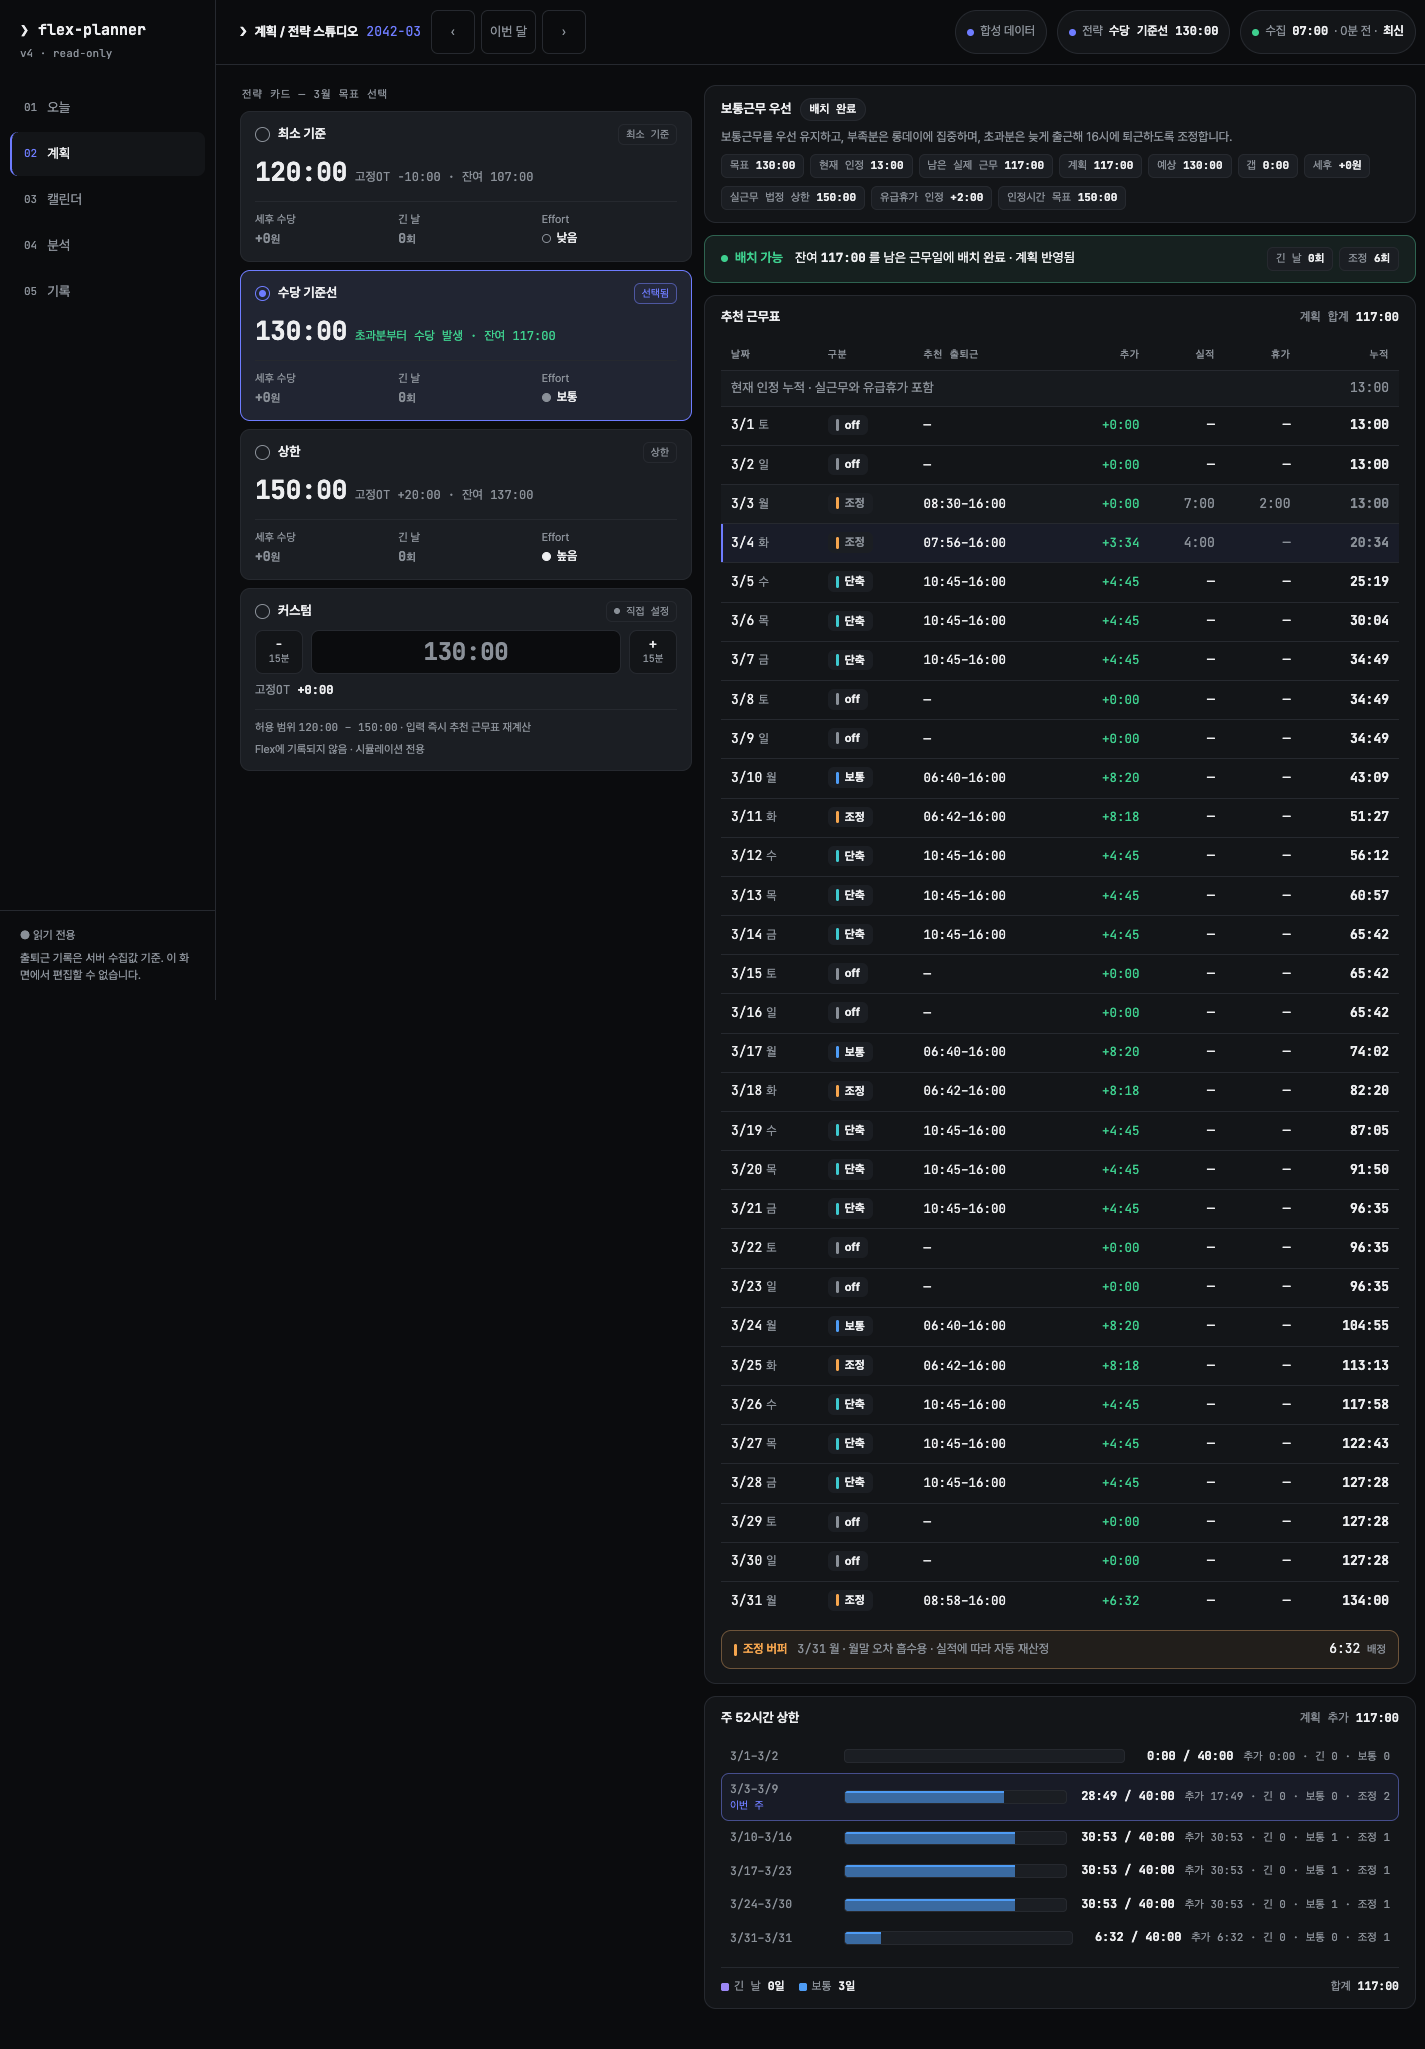 ❯ flex-planner
v4 · read-only
01 오늘
02 계획
03 캘린더
04 분석
05 기록
읽기 전용
출퇴근 기록은 서버 수집값 기준. 이 화
면에서 편집할 수 없습니다.
❯ 계획 / 전략 스튜디오 2042-03 ‹ 이번 달 ›
합성 데이터 전략 수당 기준선 130:00 수집 07:00 · 0분 전 · 최신
전략 카드 — 3월 목표 선택
최소 기준 최소 기준
120:00 고정OT -10:00 · 잔여 107:00
세후 수당 긴 날 Effort
+0원 0회 낮음
수당 기준선 선택됨
130:00 초과분부터 수당 발생 · 잔여 117:00
세후 수당 긴 날 Effort
+0원 0회 보통
상한 상한
150:00 고정OT +20:00 · 잔여 137:00
세후 수당 긴 날 Effort
+0원 0회 높음
커스텀 직접 설정
- 130:00 +
15분 15분
고정OT +0:00
허용 범위 120:00 – 150:00 · 입력 즉시 추천 근무표 재계산
Flex에 기록되지 않음 · 시뮬레이션 전용
보통근무 우선 배치 완료
보통근무를 우선 유지하고, 부족분은 롱데이에 집중하며, 초과분은 늦게 출근해 16시에 퇴근하도록 조정합니다.
목표 130:00 현재 인정 13:00 남은 실제 근무 117:00 계획 117:00 예상 130:00 갭 0:00 세후 +0원
실근무 법정 상한 150:00 유급휴가 인정 +2:00 인정시간 목표 150:00
배치 가능 잔여 117:00 를 남은 근무일에 배치 완료 · 계획 반영됨 긴 날 0회 조정 6회
추천 근무표 계획 합계 117:00
날짜 구분 추천 출퇴근 추가 실적 휴가 누적
현재 인정 누적 · 실근무와 유급휴가 포함 13:00
3/1 토 off — +0:00 — — 13:00
3/2 일 off — +0:00 — — 13:00
3/3 월 조정 08:30–16:00 +0:00 7:00 2:00 13:00
3/4 화 조정 07:56–16:00 +3:34 4:00 — 20:34
3/5 수 단축 10:45–16:00 +4:45 — — 25:19
3/6 목 단축 10:45–16:00 +4:45 — — 30:04
3/7 금 단축 10:45–16:00 +4:45 — — 34:49
3/8 토 off — +0:00 — — 34:49
3/9 일 off — +0:00 — — 34:49
3/10 월 보통 06:40–16:00 +8:20 — — 43:09
3/11 화 조정 06:42–16:00 +8:18 — — 51:27
3/12 수 단축 10:45–16:00 +4:45 — — 56:12
3/13 목 단축 10:45–16:00 +4:45 — — 60:57
3/14 금 단축 10:45–16:00 +4:45 — — 65:42
3/15 토 off — +0:00 — — 65:42
3/16 일 off — +0:00 — — 65:42
3/17 월 보통 06:40–16:00 +8:20 — — 74:02
3/18 화 조정 06:42–16:00 +8:18 — — 82:20
3/19 수 단축 10:45–16:00 +4:45 — — 87:05
3/20 목 단축 10:45–16:00 +4:45 — — 91:50
3/21 금 단축 10:45–16:00 +4:45 — — 96:35
3/22 토 off — +0:00 — — 96:35
3/23 일 off — +0:00 — — 96:35
3/24 월 보통 06:40–16:00 +8:20 — — 104:55
3/25 화 조정 06:42–16:00 +8:18 — — 113:13
3/26 수 단축 10:45–16:00 +4:45 — — 117:58
3/27 목 단축 10:45–16:00 +4:45 — — 122:43
3/28 금 단축 10:45–16:00 +4:45 — — 127:28
3/29 토 off — +0:00 — — 127:28
3/30 일 off — +0:00 — — 127:28
3/31 월 조정 08:58–16:00 +6:32 — — 134:00
조정 버퍼 3/31 월 · 월말 오차 흡수용 · 실적에 따라 자동 재산정 6:32 배정
주 52시간 상한 계획 추가 117:00
3/1–3/2 0:00 / 40:00 추가 0:00 · 긴 0 · 보통 0
3/3–3/9 28:49 / 40:00 추가 17:49 · 긴 0 · 보통 0 · 조정 2
이번 주
3/10–3/16 30:53 / 40:00 추가 30:53 · 긴 0 · 보통 1 · 조정 1
3/17–3/23 30:53 / 40:00 추가 30:53 · 긴 0 · 보통 1 · 조정 1
3/24–3/30 30:53 / 40:00 추가 30:53 · 긴 0 · 보통 1 · 조정 1
3/31–3/31 6:32 / 40:00 추가 6:32 · 긴 0 · 보통 0 · 조정 1
긴 날 0일 보통 3일 합계 117:00